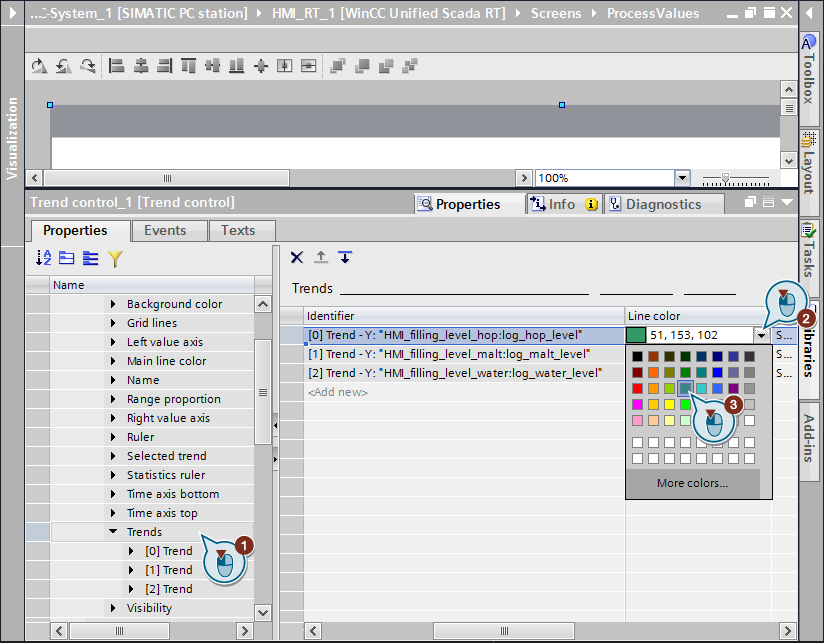 ...C-System_1 [SIMATIC PC station] HMI_RT_1 [WinCC Unified Scada RT] Screens ProcessValues
Visualization
Toolbox
Layout
Tasks
Libraries
Add-ins
100%
Trend control_1 [Trend control]
Properties Info Diagnostics
Properties Events Texts
Name
Background color
Grid lines
Left value axis
Main line color
Name
Range proportion
Right value axis
Ruler
Selected trend
Statistics ruler
Time axis bottom
Time axis top
Trends
[0] Trend
[1] Trend
[2] Trend
Visibility
1
Trends
Identifier Line color
[0] Trend - Y: "HMI_filling_level_hop:log_hop_level" 51, 153, 102 S...
[1] Trend - Y: "HMI_filling_level_malt:log_malt_level" S...
[2] Trend - Y: "HMI_filling_level_water:log_water_level" S...
<Add new>
2
3
More colors...